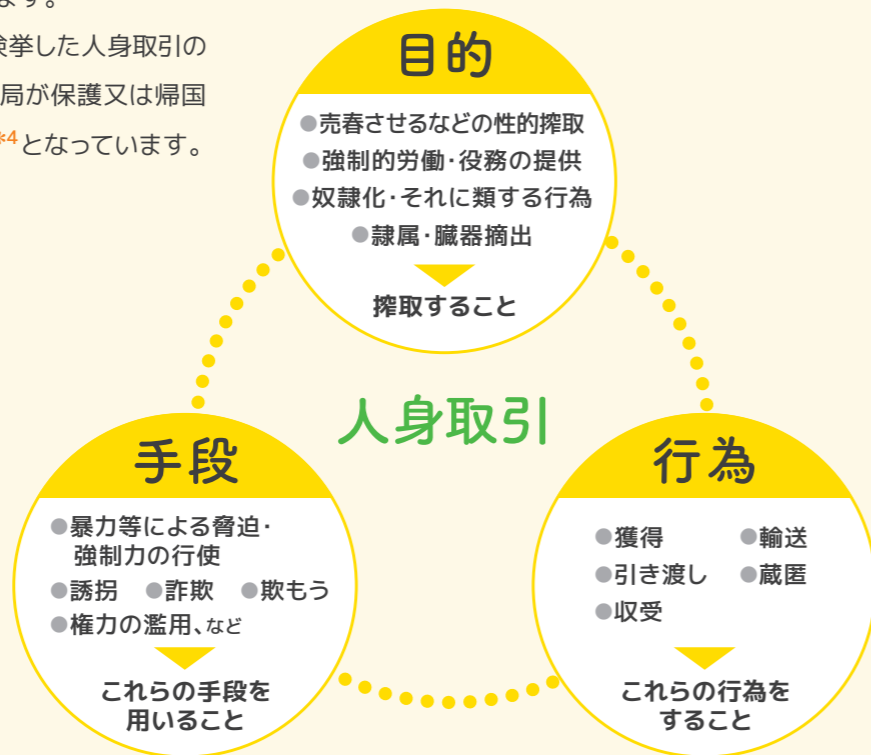 ます。
検挙した人身取引の
局が保護又は帰国
*4となっています。
目的
●売春させるなどの性的搾取
●強制的労働・役務の提供
●奴隷化・それに類する行為
●隷属・臓器摘出
搾取すること
人身取引
手段
●暴力等による脅迫・
強制力の行使
●誘拐 ●詐欺 ●欺もう
●権力の濫用、など
これらの手段を
用いること
行為
●獲得 ●輸送
●引き渡し ●蔵匿
●収受
これらの行為を
すること